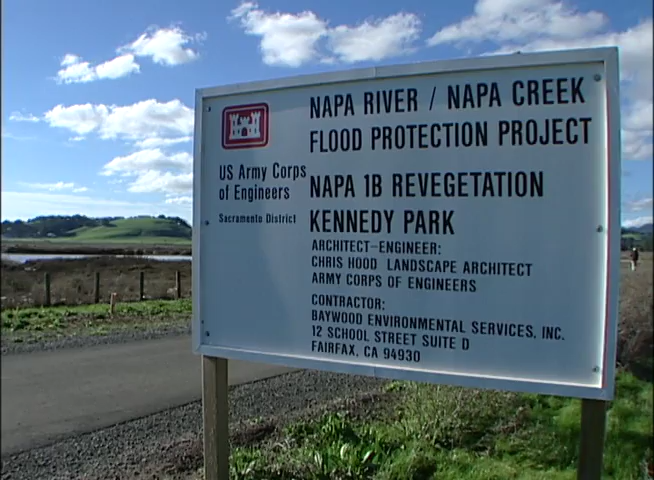 NAPA RIVER / NAPA CREEK
FLOOD PROTECTION PROJECT
US Army Corps
of Engineers
Sacramento District
NAPA 1B REVEGETATION
KENNEDY PARK
ARCHITECT-ENGINEER:
CHRIS HOOD LANDSCAPE ARCHITECT
ARMY CORPS OF ENGINEERS
CONTRACTOR:
BAYWOOD ENVIRONMENTAL SERVICES, INC.
12 SCHOOL STREET SUITE D
FAIRFAX, CA 94930